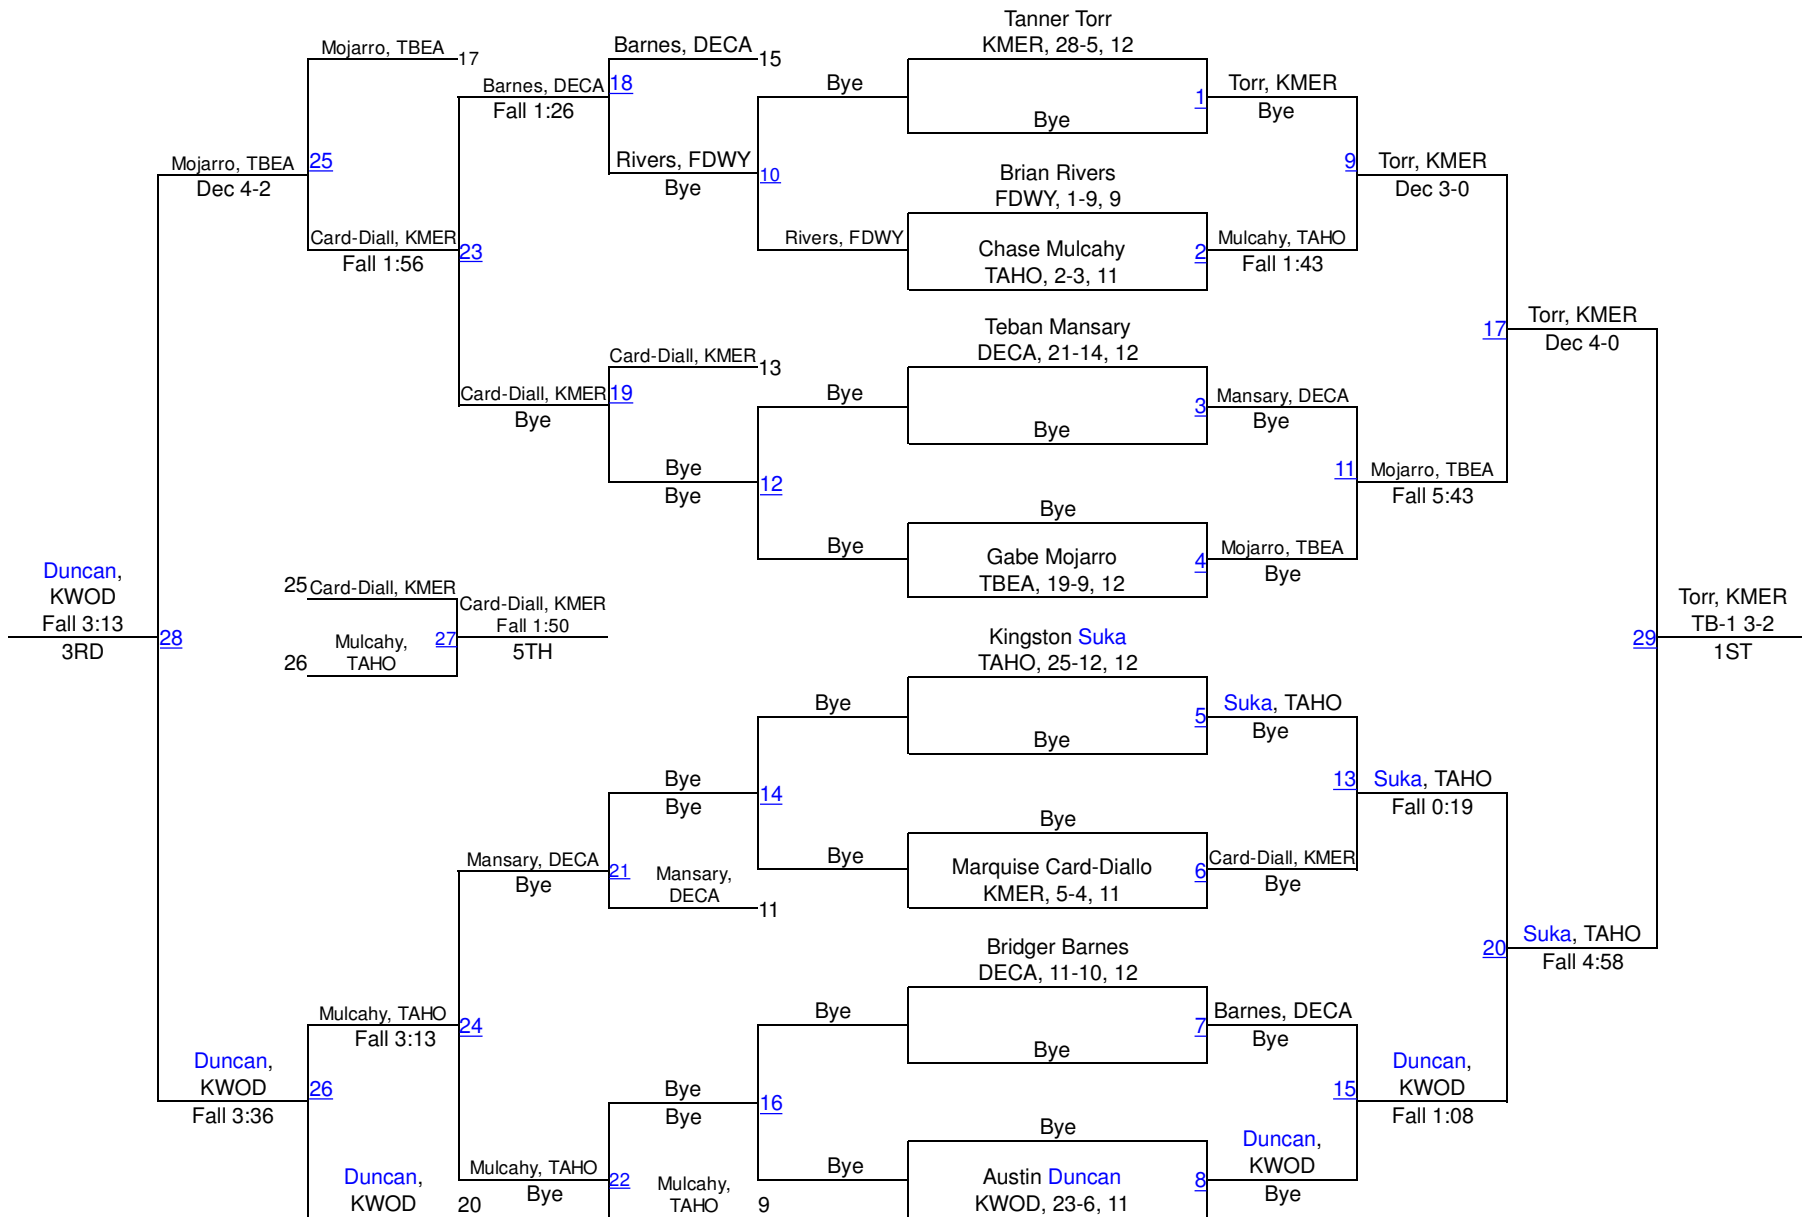 Tanner Torr
KMER, 28-5, 12
Mojarro, TBEA
17
Barnes, DECA
15
Barnes, DECA
18
Fall 1:26
Bye
1
Torr, KMER
Bye
Bye
Rivers, FDWY
10
Bye
Mojarro, TBEA
25
Dec 4-2
Brian Rivers
FDWY, 1-9, 9
9
Torr, KMER
Dec 3-0
Card-Diall, KMER
23
Fall 1:56
Rivers, FDWY
Chase Mulcahy
TAHO, 2-3, 11
2
Mulcahy, TAHO
Fall 1:43
Teban Mansary
DECA, 21-14, 12
17
Torr, KMER
Dec 4-0
Card-Diall, KMER
13
Card-Diall, KMER
19
Bye
Bye
3
Mansary, DECA
Bye
Bye
Bye
12
Bye
11
Mojarro, TBEA
Fall 5:43
Bye
Bye
Gabe Mojarro
TBEA, 19-9, 12
4
Mojarro, TBEA
Bye
Duncan,
KWOD
Fall 3:13
28
3RD
25
Card-Diall, KMER
Card-Diall, KMER
Fall 1:50
27
5TH
Mulcahy,
TAHO
26
Kingston Suka
TAHO, 25-12, 12
29
Torr, KMER
TB-1 3-2
1ST
Bye
5
Suka, TAHO
Bye
Bye
Bye
14
Bye
13
Suka, TAHO
Fall 0:19
Bye
Mansary, DECA
21
Bye
Mansary,
DECA
11
Bye
Marquise Card-Diallo
KMER, 5-4, 11
6
Card-Diall, KMER
Bye
Bridger Barnes
DECA, 11-10, 12
20
Suka, TAHO
Fall 4:58
Mulcahy, TAHO
24
Fall 3:13
Bye
7
Barnes, DECA
Bye
Bye
Duncan,
KWOD
26
Fall 3:36
Bye
16
Bye
15
Duncan,
KWOD
Fall 1:08
Bye
Duncan,
KWOD
20
Mulcahy, TAHO
22
Bye
Mulcahy,
TAHO
9
Bye
Austin Duncan
KWOD, 23-6, 11
8
Duncan,
KWOD
Bye